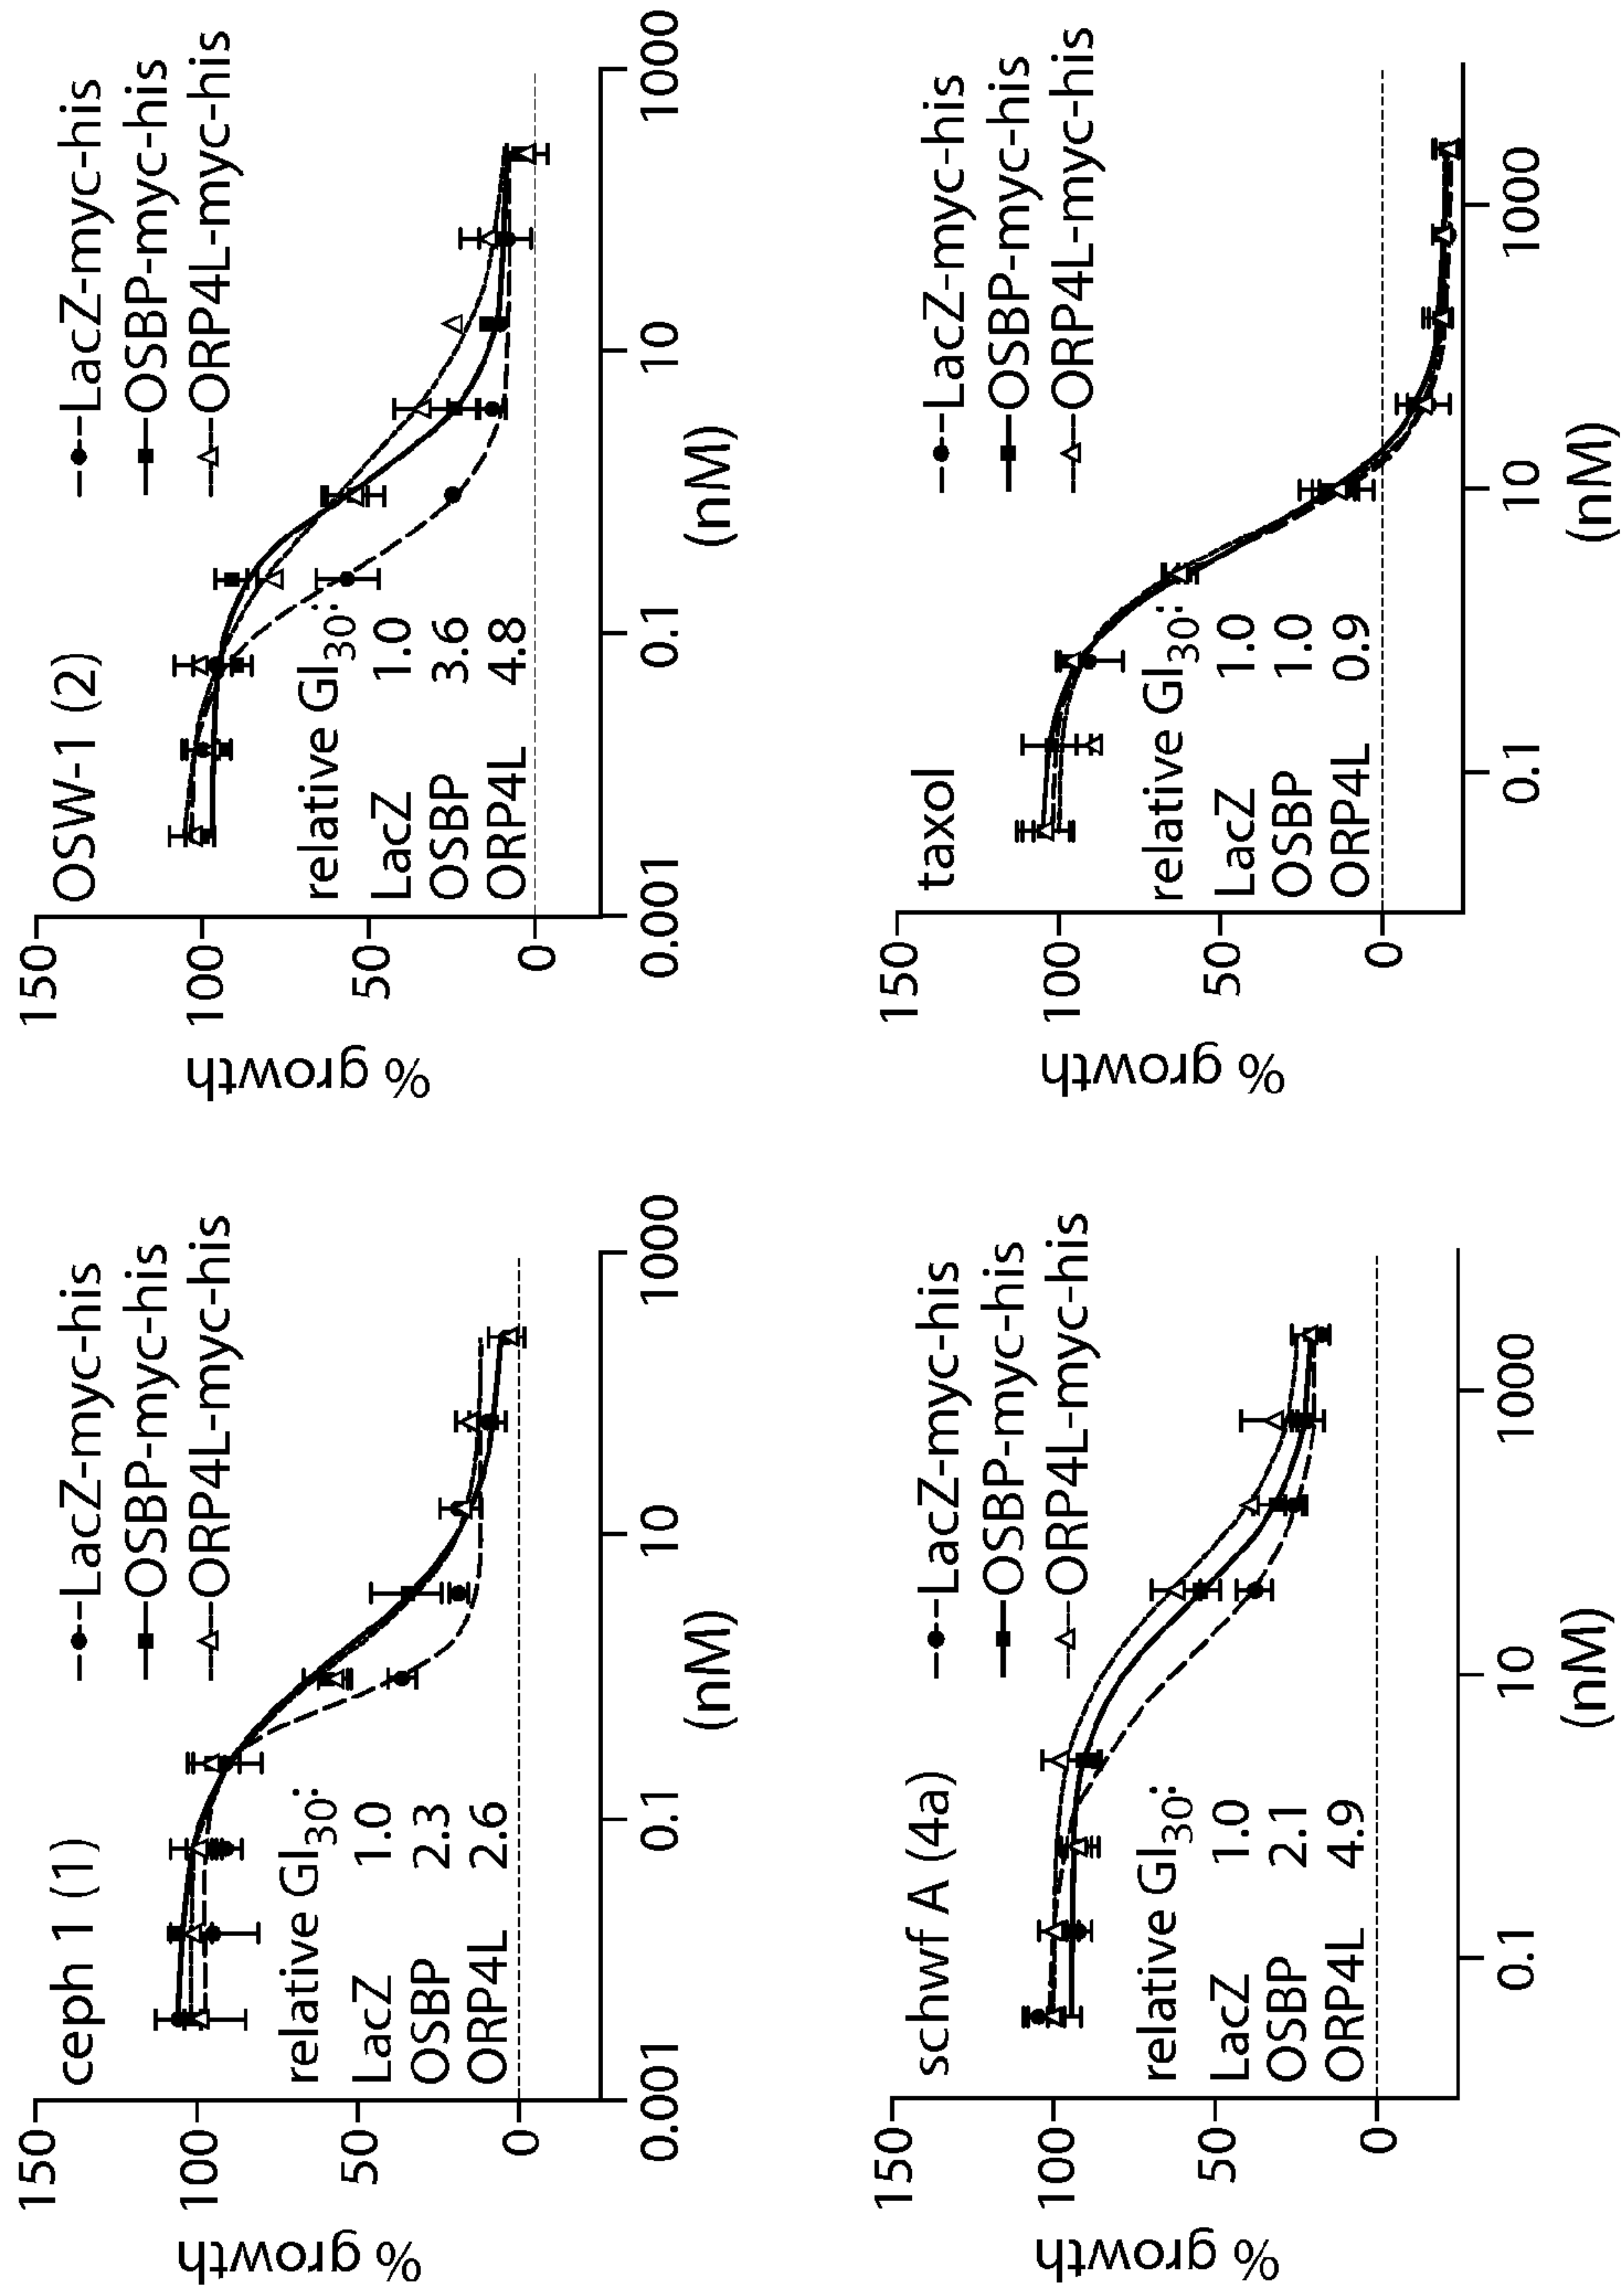 ceph 1 (1)
LacZ-myc-his
OSBP-myc-his
ORP4L-myc-his
relative GI30:
LacZ 1.0
OSBP 2.3
ORP4L 2.6
150
100
50
0
% growth
0.001
0.1
10
1000
(nM)
OSW-1 (2)
LacZ-myc-his
OSBP-myc-his
ORP4L-myc-his
relative GI30:
LacZ 1.0
OSBP 3.6
ORP4L 4.8
150
100
50
0
% growth
0.001
0.1
10
1000
(nM)
schwf A (4a)
LacZ-myc-his
OSBP-myc-his
ORP4L-myc-his
relative GI30:
LacZ 1.0
OSBP 2.1
ORP4L 4.9
150
100
50
0
% growth
0.1
10
1000
(nM)
taxol
LacZ-myc-his
OSBP-myc-his
ORP4L-myc-his
relative GI30:
LacZ 1.0
OSBP 1.0
ORP4L 0.9
150
100
50
0
% growth
0.1
10
1000
(nM)